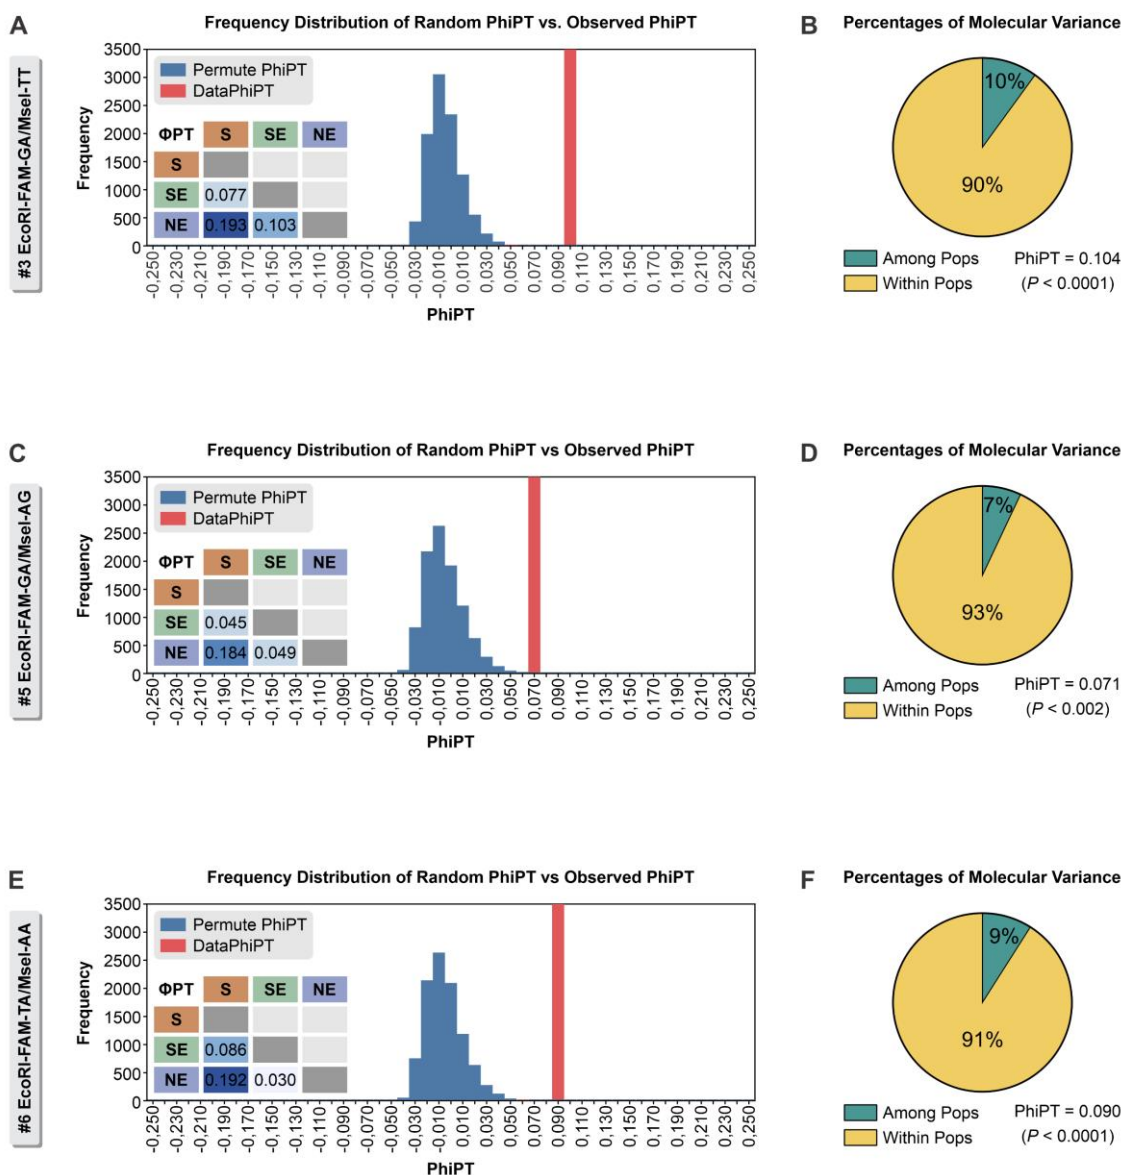 A
Frequency Distribution of Random PhiPT vs. Observed PhiPT
#3 EcoRI-FAM-GA/MseI-TT
Frequency
3500
3000
2500
2000
1500
1000
500
0
Permute PhiPT
DataPhiPT
ΦPT S SE NE
S
SE 0.077
NE 0.193 0.103
-0,250 -0,230 -0,210 -0,190 -0,170 -0,150 -0,130 -0,110 -0,090 -0,070 -0,050 -0,030 -0,010 0,010 0,030 0,050 0,070 0,090 0,110 0,130 0,150 0,170 0,190 0,210 0,230 0,250
PhiPT
B
Percentages of Molecular Variance
10%
90%
Among Pops
Within Pops
PhiPT = 0.104
(P < 0.0001)
C
Frequency Distribution of Random PhiPT vs Observed PhiPT
#5 EcoRI-FAM-GA/MseI-AG
Frequency
3500
3000
2500
2000
1500
1000
500
0
Permute PhiPT
DataPhiPT
ΦPT S SE NE
S
SE 0.045
NE 0.184 0.049
-0,250 -0,230 -0,210 -0,190 -0,170 -0,150 -0,130 -0,110 -0,090 -0,070 -0,050 -0,030 -0,010 0,010 0,030 0,050 0,070 0,090 0,110 0,130 0,150 0,170 0,190 0,210 0,230 0,250
PhiPT
D
Percentages of Molecular Variance
7%
93%
Among Pops
Within Pops
PhiPT = 0.071
(P < 0.002)
E
Frequency Distribution of Random PhiPT vs Observed PhiPT
#6 EcoRI-FAM-TA/MseI-AA
Frequency
3500
3000
2500
2000
1500
1000
500
0
Permute PhiPT
DataPhiPT
ΦPT S SE NE
S
SE 0.086
NE 0.192 0.030
-0,250 -0,230 -0,210 -0,190 -0,170 -0,150 -0,130 -0,110 -0,090 -0,070 -0,050 -0,030 -0,010 0,010 0,030 0,050 0,070 0,090 0,110 0,130 0,150 0,170 0,190 0,210 0,230 0,250
PhiPT
F
Percentages of Molecular Variance
9%
91%
Among Pops
Within Pops
PhiPT = 0.090
(P < 0.0001)